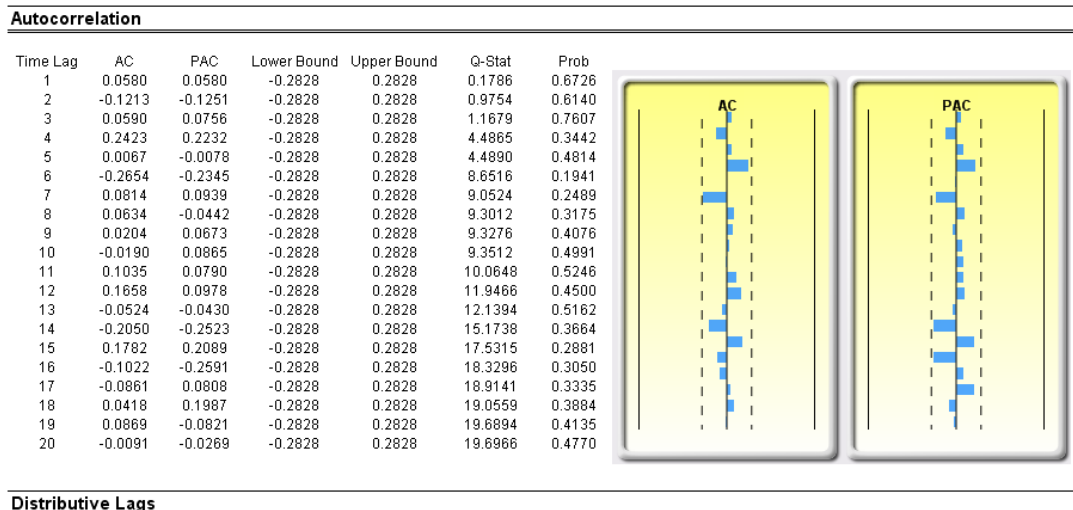 Autocorrelation
Time Lag AC PAC Lower Bound Upper Bound Q-Stat Prob
1 0.0580 0.0580 -0.2828 0.2828 0.1786 0.6726
2 -0.1213 -0.1251 -0.2828 0.2828 0.9754 0.6140
3 0.0590 0.0756 -0.2828 0.2828 1.1679 0.7607
4 0.2423 0.2232 -0.2828 0.2828 4.4865 0.3442
5 0.0067 -0.0078 -0.2828 0.2828 4.4890 0.4814
6 -0.2654 -0.2345 -0.2828 0.2828 8.6516 0.1941
7 0.0814 0.0939 -0.2828 0.2828 9.0524 0.2489
8 0.0634 -0.0442 -0.2828 0.2828 9.3012 0.3175
9 0.0204 0.0673 -0.2828 0.2828 9.3276 0.4076
10 -0.0190 0.0865 -0.2828 0.2828 9.3512 0.4991
11 0.1035 0.0790 -0.2828 0.2828 10.0648 0.5246
12 0.1658 0.0978 -0.2828 0.2828 11.9466 0.4500
13 -0.0524 -0.0430 -0.2828 0.2828 12.1394 0.5162
14 -0.2050 -0.2523 -0.2828 0.2828 15.1738 0.3664
15 0.1782 0.2089 -0.2828 0.2828 17.5315 0.2881
16 -0.1022 -0.2591 -0.2828 0.2828 18.3296 0.3050
17 -0.0861 0.0808 -0.2828 0.2828 18.9141 0.3335
18 0.0418 0.1987 -0.2828 0.2828 19.0559 0.3884
19 0.0869 -0.0821 -0.2828 0.2828 19.6894 0.4135
20 -0.0091 -0.0269 -0.2828 0.2828 19.6966 0.4770
AC
PAC
Distributive Lags